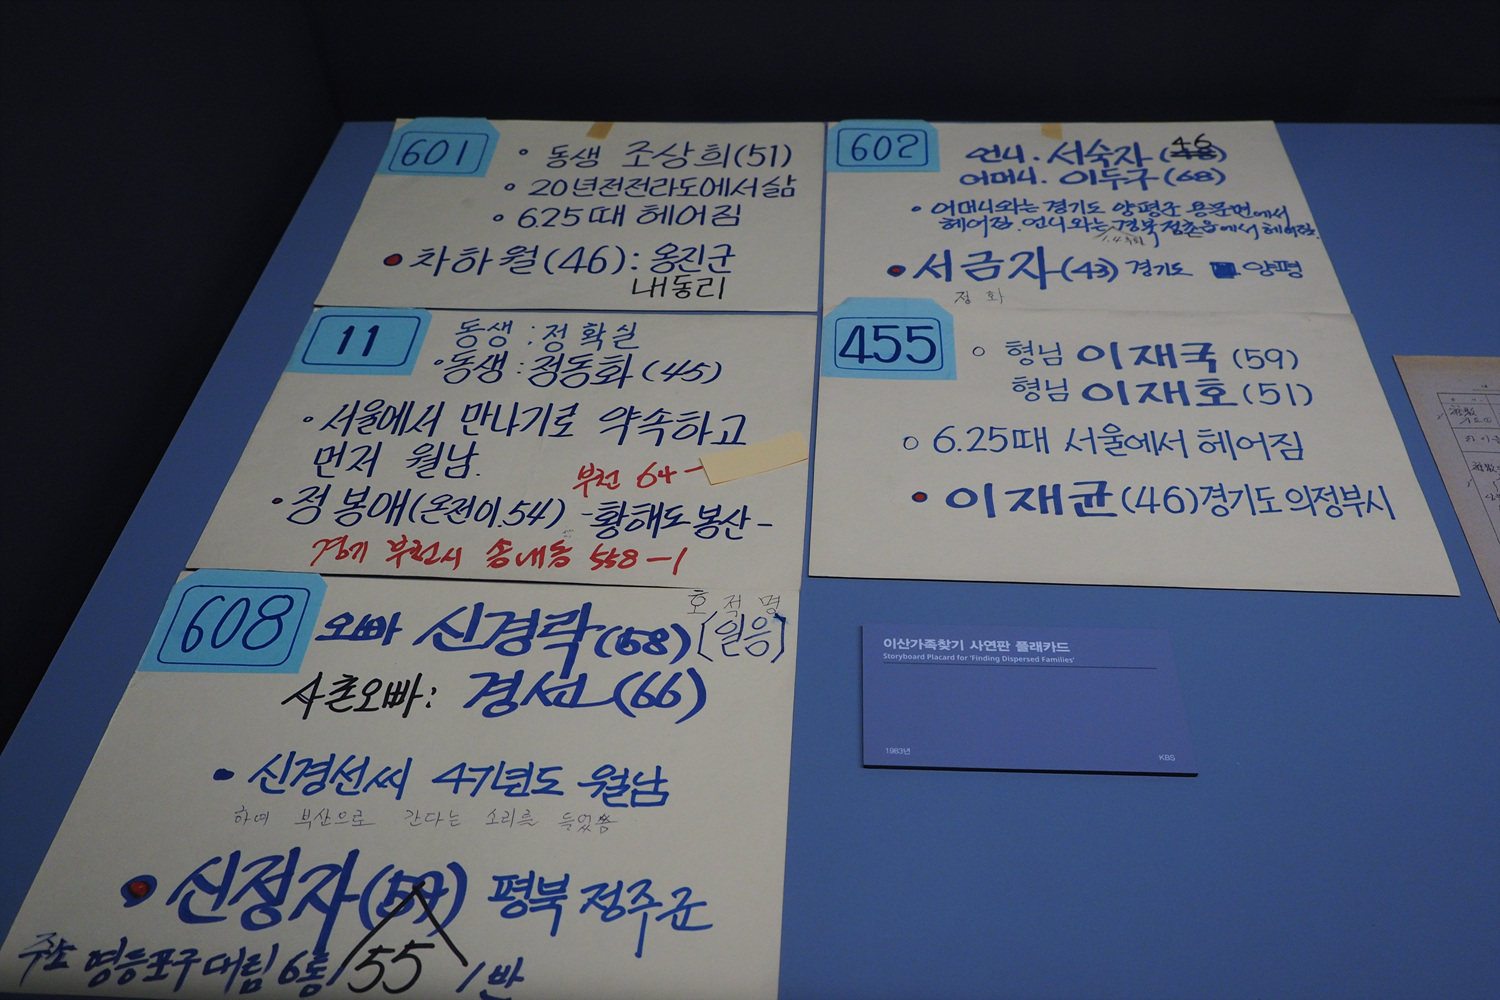 601
동생 조상희(51)
20년전전라도에서삶
625때 헤어짐
차하월(46): 옹진군
내동리
602
언니. 서숙자 (46
어머니. 이두구 (68)
어머니와는 경기도 양평군 용문면에서
헤어짐. 언니와는 경북점촌읍에서 헤어짐.
1.4후퇴
서금자(43) 경기도 양평
정화
11
동생 : 정확실
동생 : 정동화 (45)
서울에서 만나기로 약속하고
먼저 월남.
부천 64-
정봉애(온전이.54) -황해도 봉산-
경기 부천시 송내동 558-1
455
형님 이재국 (59)
형님 이재호 (51)
6.25때 서울에서 헤어짐
이재균(46)경기도의정부시
608
호적명
오빠 신경락(68) (일응)
사촌오빠: 경선(66)
신경선씨 47년도 월남
하여 부산으로 간다는 소리를 들었씀
신정자(57) 평북 정주군
55
주소 영등포구대림6동 1반
이산가족찾기 사연판 플래카드
Storyboard Placard for 'Finding Dispersed Families'
1983년
KBS